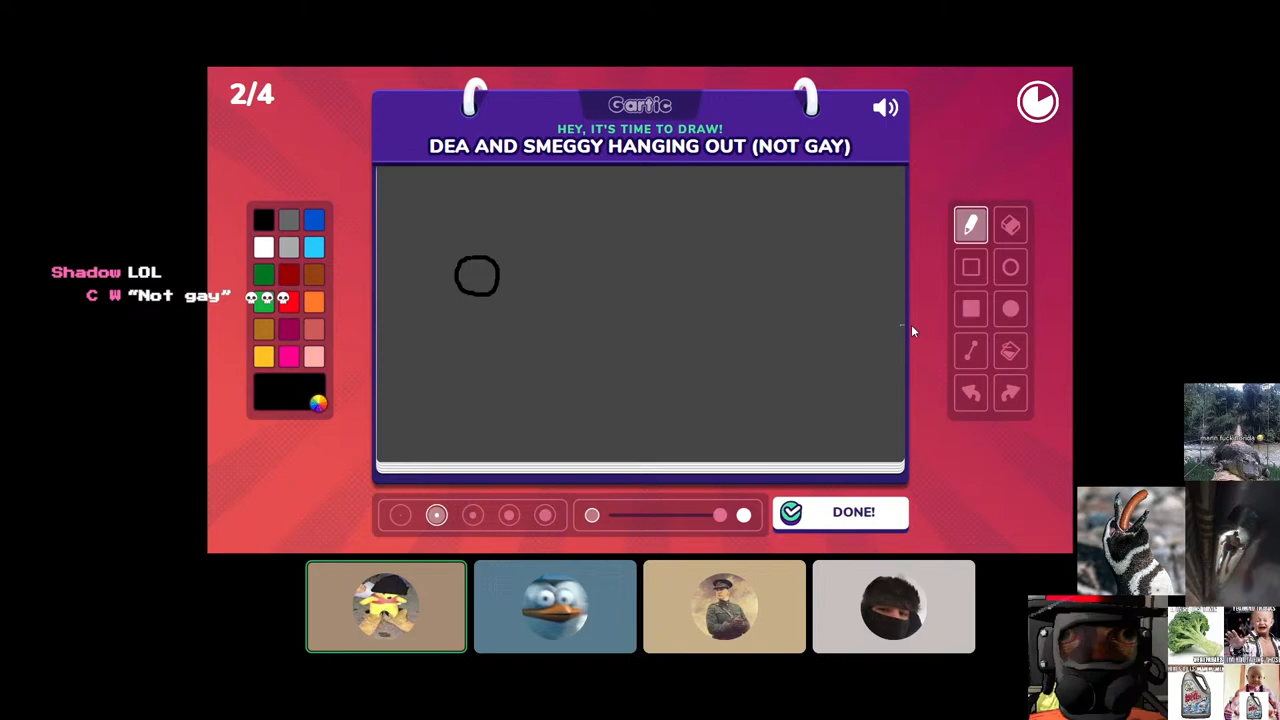 2/4
Gartic
HEY, IT'S TIME TO DRAW!
DEA AND SMEGGY HANGING OUT (NOT GAY)
Shadow LOL
C W "Not gay" 💀💀💀
DONE!